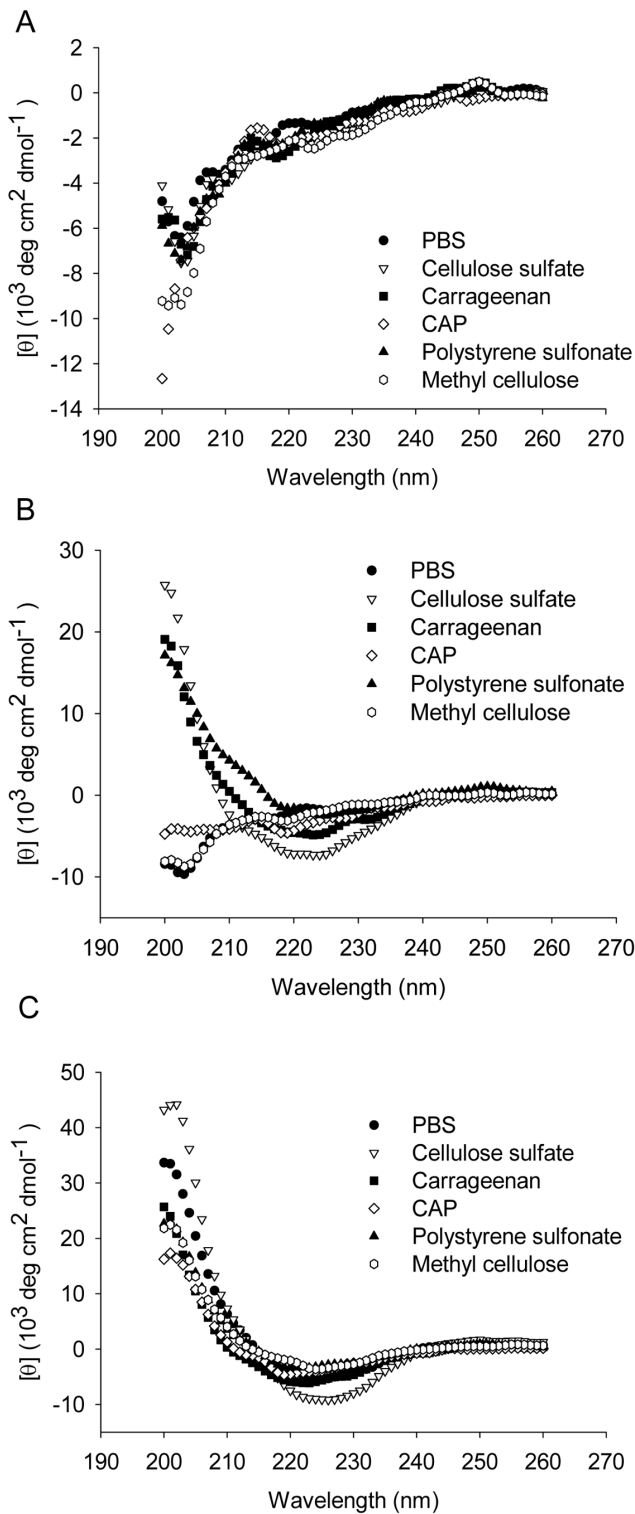 A
[θ] (10³ deg cm² dmol⁻¹ )
2
0
-2
-4
-6
-8
-10
-12
-14
PBS
Cellulose sulfate
Carrageenan
CAP
Polystyrene sulfonate
Methyl cellulose
190 200 210 220 230 240 250 260 270
Wavelength (nm)
B
[θ] (10³ deg cm² dmol⁻¹ )
30
20
10
0
-10
PBS
Cellulose sulfate
Carrageenan
CAP
Polystyrene sulfonate
Methyl cellulose
190 200 210 220 230 240 250 260 270
Wavelength (nm)
C
[θ] (10³ deg cm² dmol⁻¹ )
50
40
30
20
10
0
-10
PBS
Cellulose sulfate
Carrageenan
CAP
Polystyrene sulfonate
Methyl cellulose
190 200 210 220 230 240 250 260 270
Wavelength (nm)